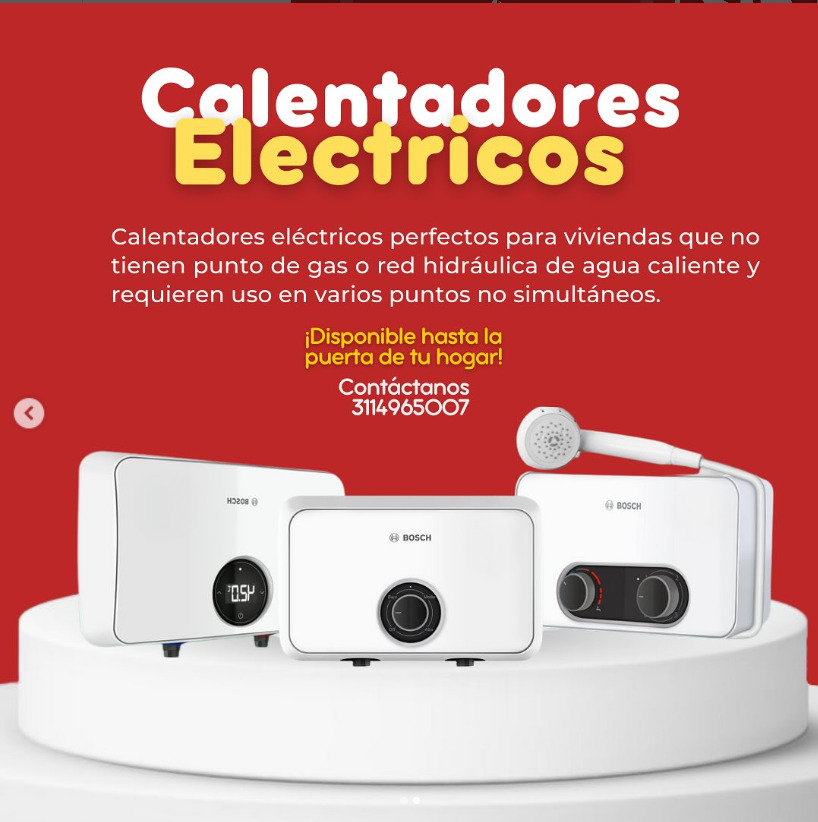 Calentadores
Electricos
Calentadores eléctricos perfectos para viviendas que no
tienen punto de gas o red hidráulica de agua caliente y
requieren uso en varios puntos no simultáneos.
¡Disponible hasta la
puerta de tu hogar!
Contáctanos
3114965007
BOSCH
BOSCH
BOSCH